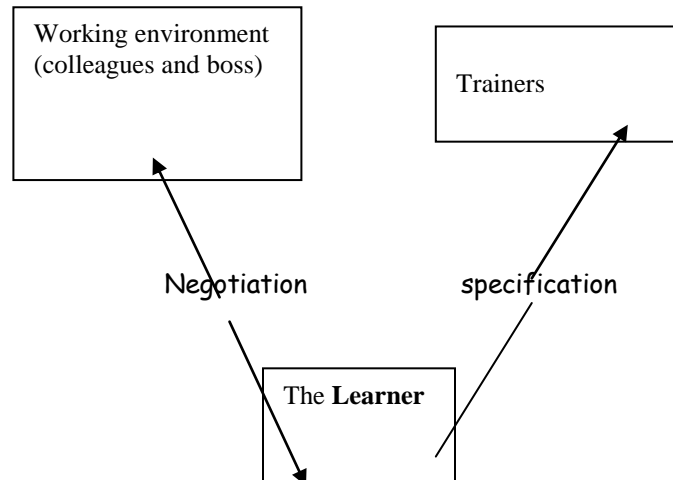 Working environment
(colleagues and boss)
Trainers
Negotiation
specification
The Learner